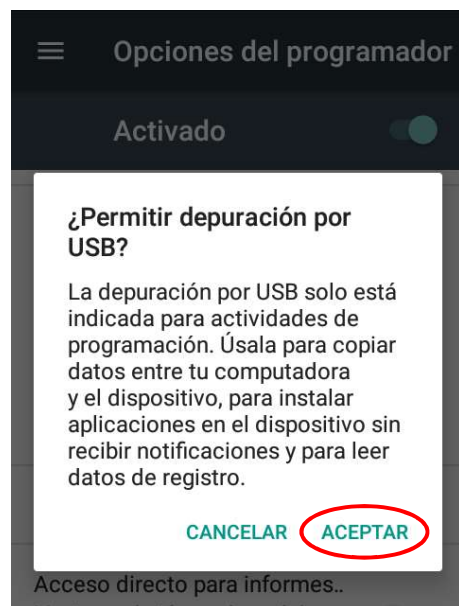 Opciones del programador
Activado
¿Permitir depuración por
USB?
La depuración por USB solo está
indicada para actividades de
programación. Úsala para copiar
datos entre tu computadora
y el dispositivo, para instalar
aplicaciones en el dispositivo sin
recibir notificaciones y para leer
datos de registro.
CANCELAR ACEPTAR
Acceso directo para informes..